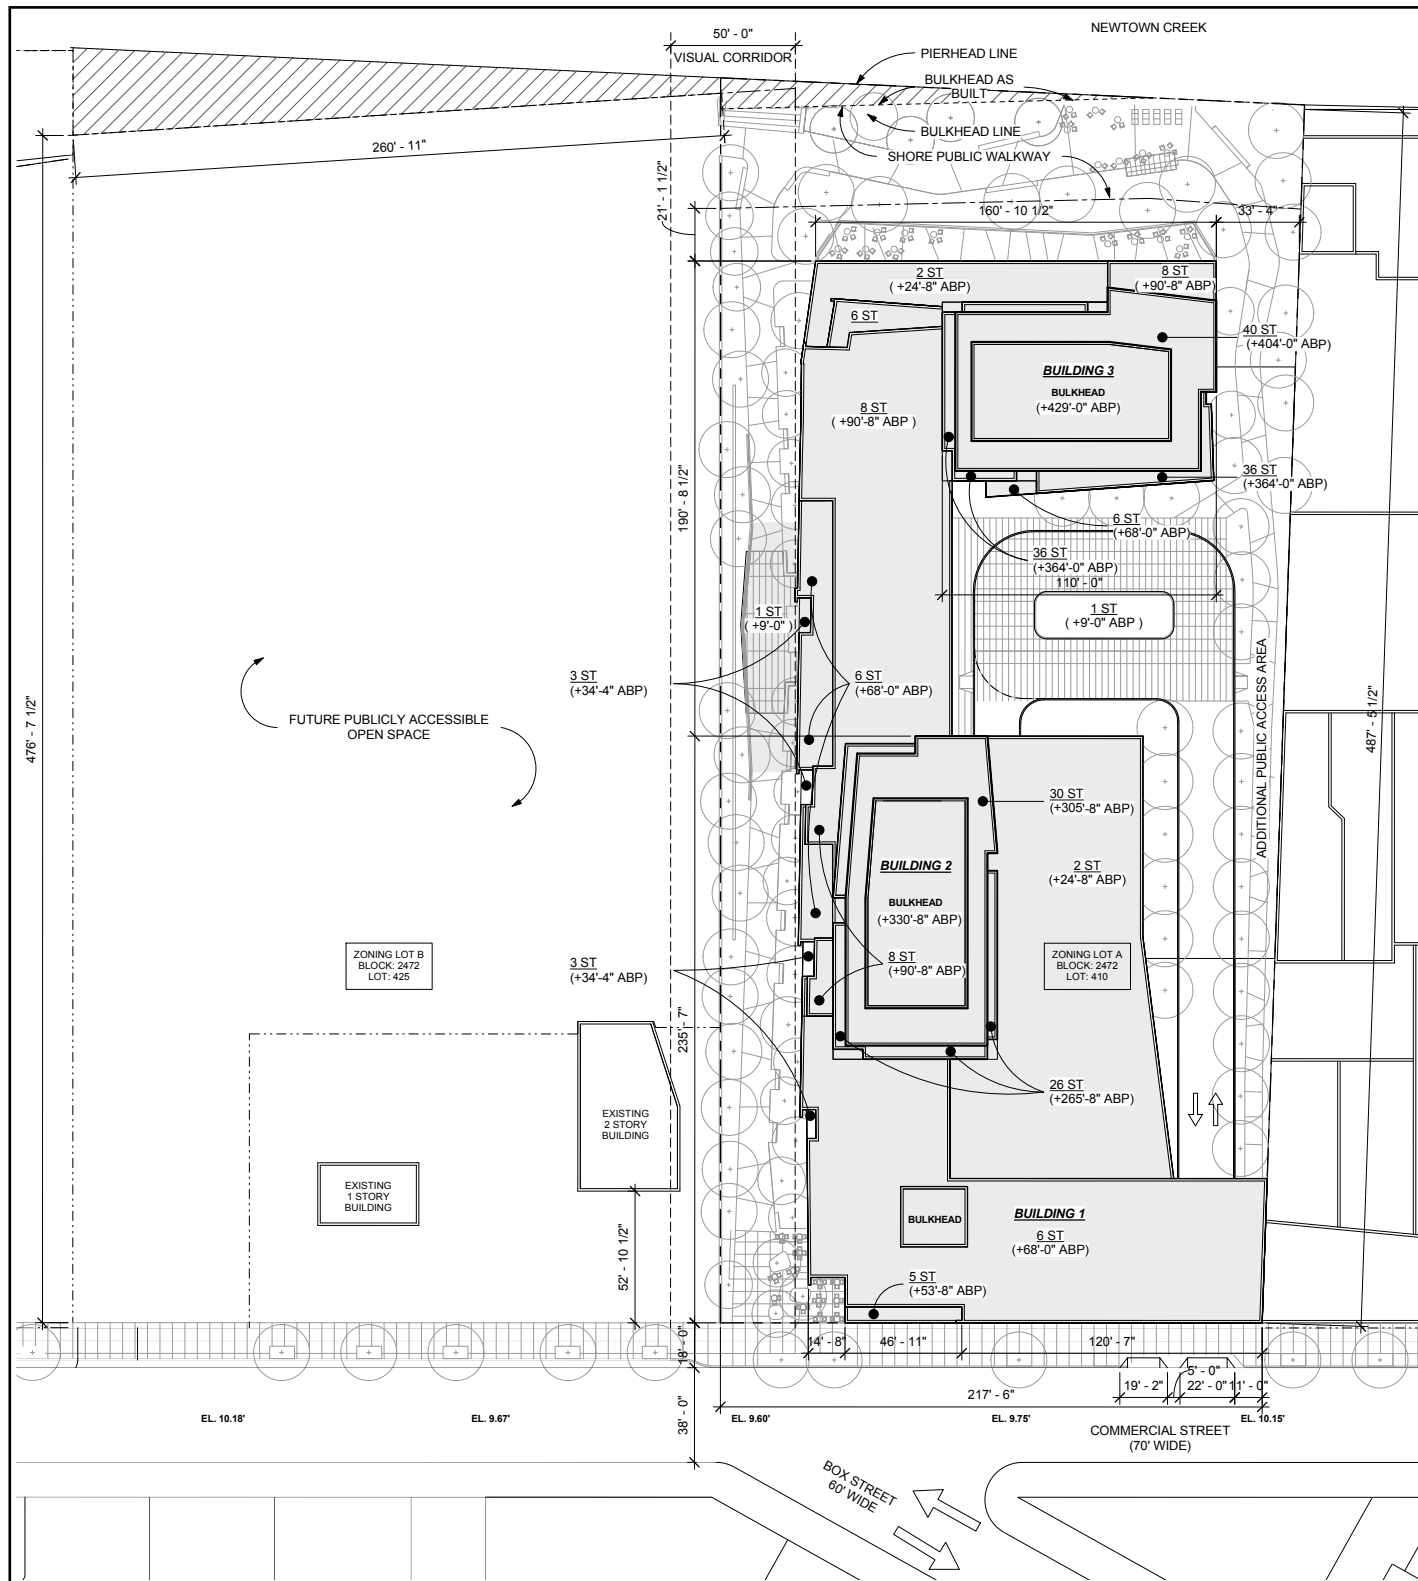 NEWTOWN CREEK
50' - 0"
VISUAL CORRIDOR
PIERHEAD LINE
BULKHEAD AS
BUILT
BULKHEAD LINE
SHORE PUBLIC WALKWAY
260' - 11"
21' - 1 1/2"
160' - 10 1/2"
33' - 4"
2 ST
( +24'-8" ABP)
8 ST
( +90'-8" ABP)
6 ST
40 ST
(+404'-0" ABP)
BUILDING 3
BULKHEAD
(+429'-0" ABP)
8 ST
( +90'-8" ABP )
36 ST
(+364'-0" ABP)
190' - 8 1/2"
6 ST
(+68'-0" ABP)
36 ST
(+364'-0" ABP)
110' - 0"
1 ST
( +9'-0" )
1 ST
( +9'-0" ABP )
3 ST
(+34'-4" ABP)
6 ST
(+68'-0" ABP)
ADDITIONAL PUBLIC ACCESS AREA
476' - 7 1/2"
487' - 5 1/2"
FUTURE PUBLICLY ACCESSIBLE
OPEN SPACE
30 ST
(+305'-8" ABP)
BUILDING 2
BULKHEAD
(+330'-8" ABP)
2 ST
(+24'-8" ABP)
ZONING LOT B
BLOCK: 2472
LOT: 425
3 ST
(+34'-4" ABP)
8 ST
(+90'-8" ABP)
ZONING LOT A
BLOCK: 2472
LOT: 410
235' - 7"
26 ST
(+265'-8" ABP)
EXISTING
2 STORY
BUILDING
EXISTING
1 STORY
BUILDING
BULKHEAD
BUILDING 1
6 ST
(+68'-0" ABP)
52' - 10 1/2"
5 ST
(+53'-8" ABP)
18' - 0"
14' - 8"
46' - 11"
120' - 7"
5' - 0"
19' - 2"
22' - 0"
11' - 0"
217' - 6"
38' - 0"
EL. 10.18'
EL. 9.67'
EL. 9.60'
EL. 9.75'
EL. 10.15'
COMMERCIAL STREET
(70' WIDE)
BOX STREET
60' WIDE